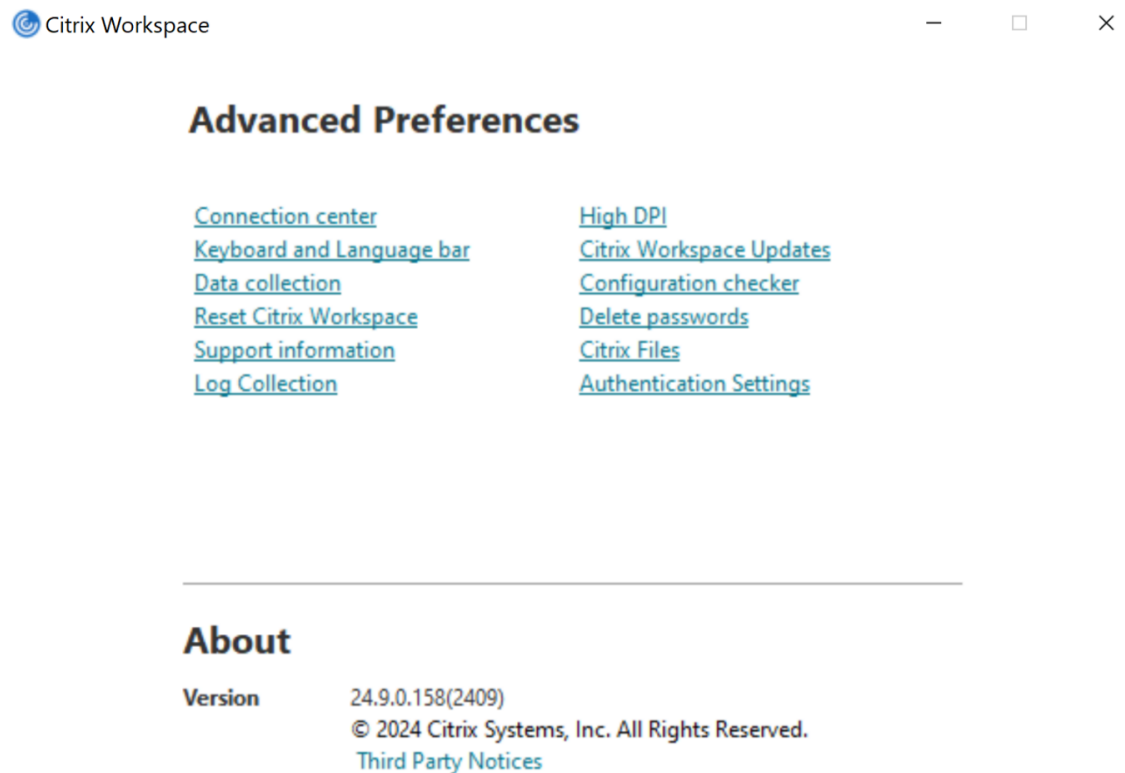 Citrix Workspace
Advanced Preferences
Connection center
Keyboard and Language bar
Data collection
Reset Citrix Workspace
Support information
Log Collection
High DPI
Citrix Workspace Updates
Configuration checker
Delete passwords
Citrix Files
Authentication Settings
About
Version 24.9.0.158(2409)
© 2024 Citrix Systems, Inc. All Rights Reserved.
Third Party Notices